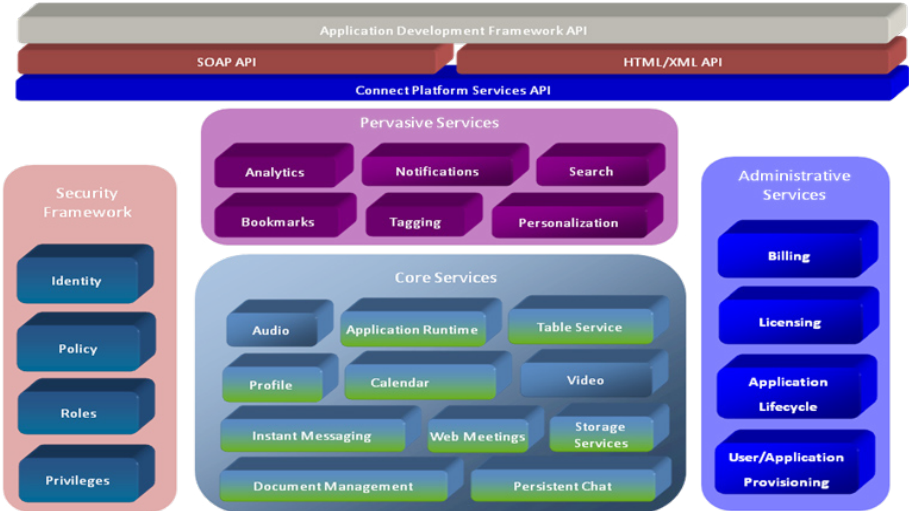 Application Development Framework API
SOAP API
HTML/XML API
Connect Platform Services API
Pervasive Services
Analytics
Notifications
Search
Bookmarks
Tagging
Personalization
Security
Framework
Identity
Policy
Roles
Privileges
Core Services
Audio
Application Runtime
Table Service
Profile
Calendar
Video
Instant Messaging
Web Meetings
Storage
Services
Document Management
Persistent Chat
Administrative
Services
Billing
Licensing
Application
Lifecycle
User/Application
Provisioning